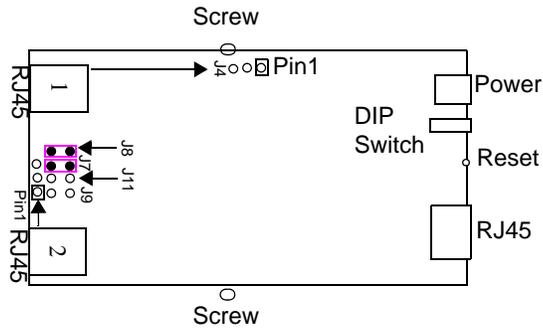 Screw
RJ45
1
J4
Pin1
Power
DIP
Switch
J8
J7
J11
J9
Reset
Pin1
RJ45
2
RJ45
Screw